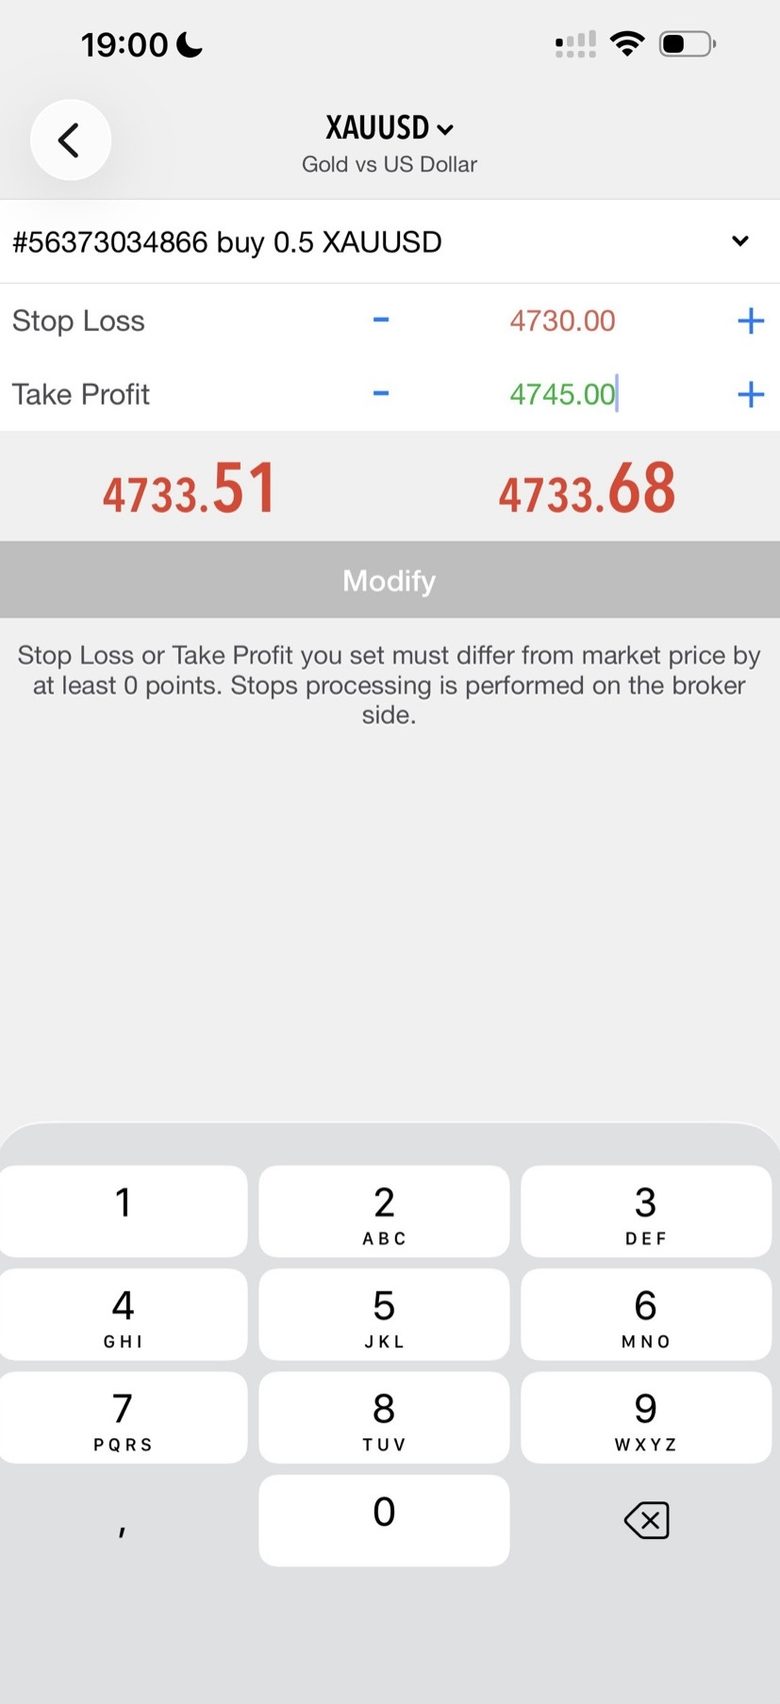 19:00
XAUUSD
Gold vs US Dollar
#56373034866 buy 0.5 XAUUSD
Stop Loss - 4730.00 +
Take Profit - 4745.00 +
4733.51 4733.68
Modify
Stop Loss or Take Profit you set must differ from market price by
at least 0 points. Stops processing is performed on the broker
side.
1 2 3
ABC DEF
4 5 6
GHI JKL MNO
7 8 9
PQRS TUV WXYZ
, 0